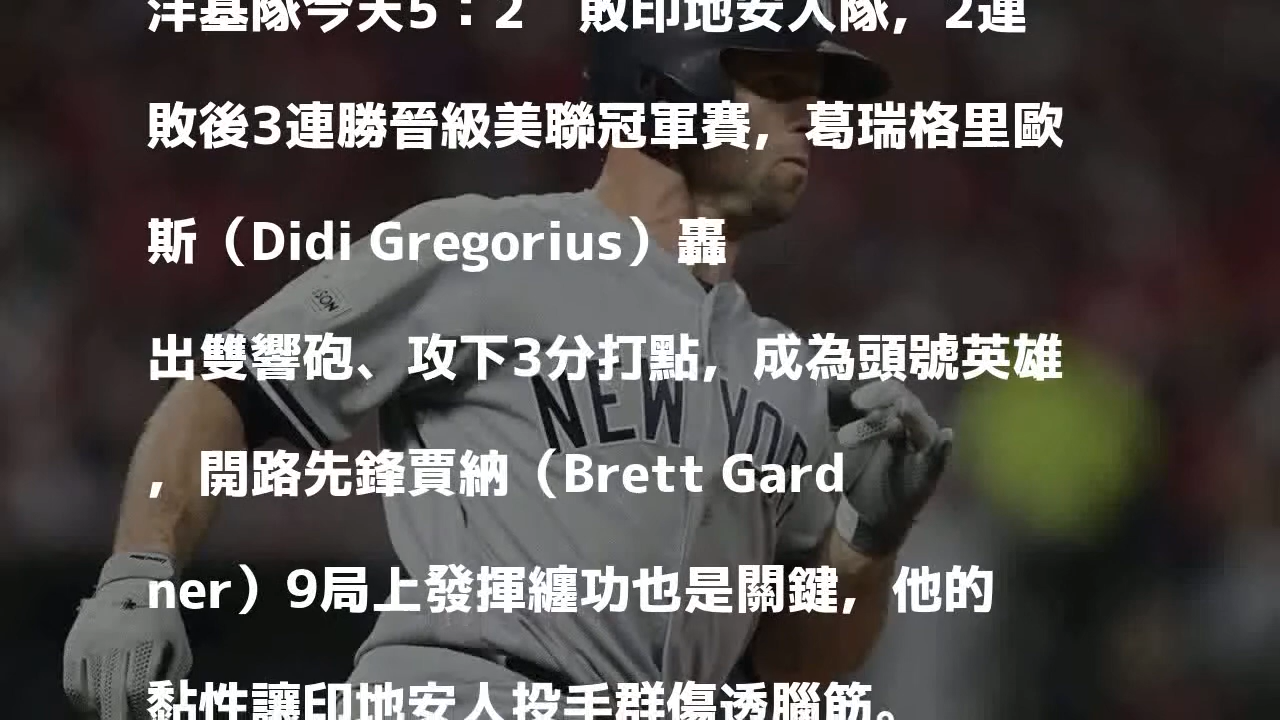 洋基隊今天5：2　敗印地安人隊，2連
敗後3連勝晉級美聯冠軍賽，葛瑞格里歐
斯（Didi Gregorius）轟
出雙響砲、攻下3分打點，成為頭號英雄
，開路先鋒賈納（Brett Gard
ner）9局上發揮纏功也是關鍵，他的
黏性讓印地安人投手群傷透腦筋。
SON
NEW YOR